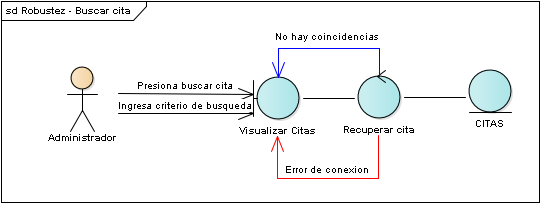 sd Robustez - Buscar cita
No hay coincidencias
Presiona buscar cita
Ingresa criterio de busqueda
Administrador
Visualizar Citas
Recuperar cita
CITAS
Error de conexion